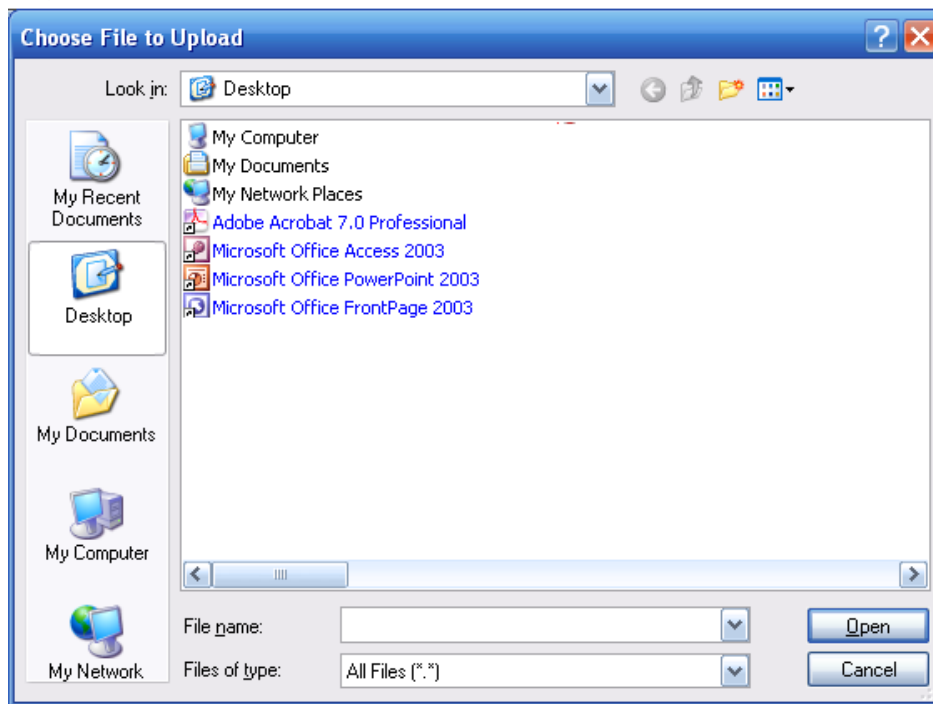 Choose File to Upload
Look in:
Desktop
My Recent
Documents
Desktop
My Documents
My Computer
My Network
My Computer
My Documents
My Network Places
Adobe Acrobat 7.0 Professional
Microsoft Office Access 2003
Microsoft Office PowerPoint 2003
Microsoft Office FrontPage 2003
File name:
Open
Files of type:
All Files (*.*)
Cancel